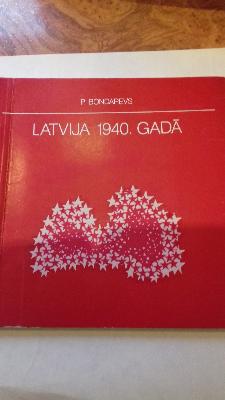 P. BONDAREVS
LATVIJA 1940. GADĀ